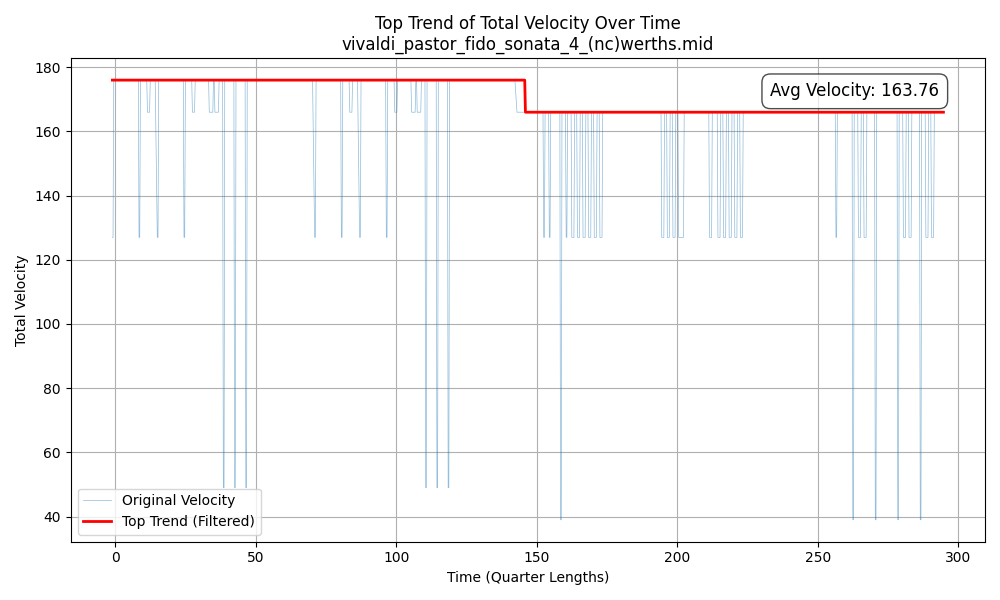 Top Trend of Total Velocity Over Time
vivaldi_pastor_fido_sonata_4_(nc)werths.mid
180
160
140
120
100
80
60
40
Total Velocity
Avg Velocity: 163.76
Original Velocity
Top Trend (Filtered)
0 50 100 150 200 250 300
Time (Quarter Lengths)